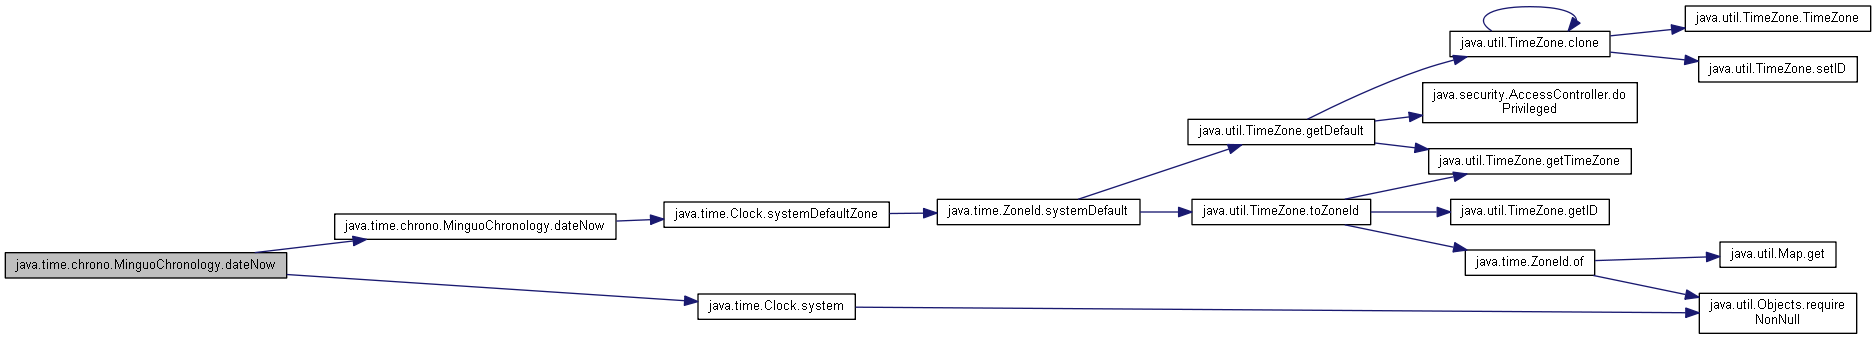 java.util.TimeZone.TimeZone
java.util.TimeZone.clone
java.util.TimeZone.setID
java.security.AccessController.do
Privileged
java.util.TimeZone.getDefault
java.util.TimeZone.getTimeZone
java.time.chrono.MinguoChronology.dateNow
java.time.Clock.systemDefaultZone
java.time.ZoneId.systemDefault
java.util.TimeZone.toZoneId
java.util.TimeZone.getID
java.time.chrono.MinguoChronology.dateNow
java.time.ZoneId.of
java.util.Map.get
java.time.Clock.system
java.util.Objects.require
NonNull